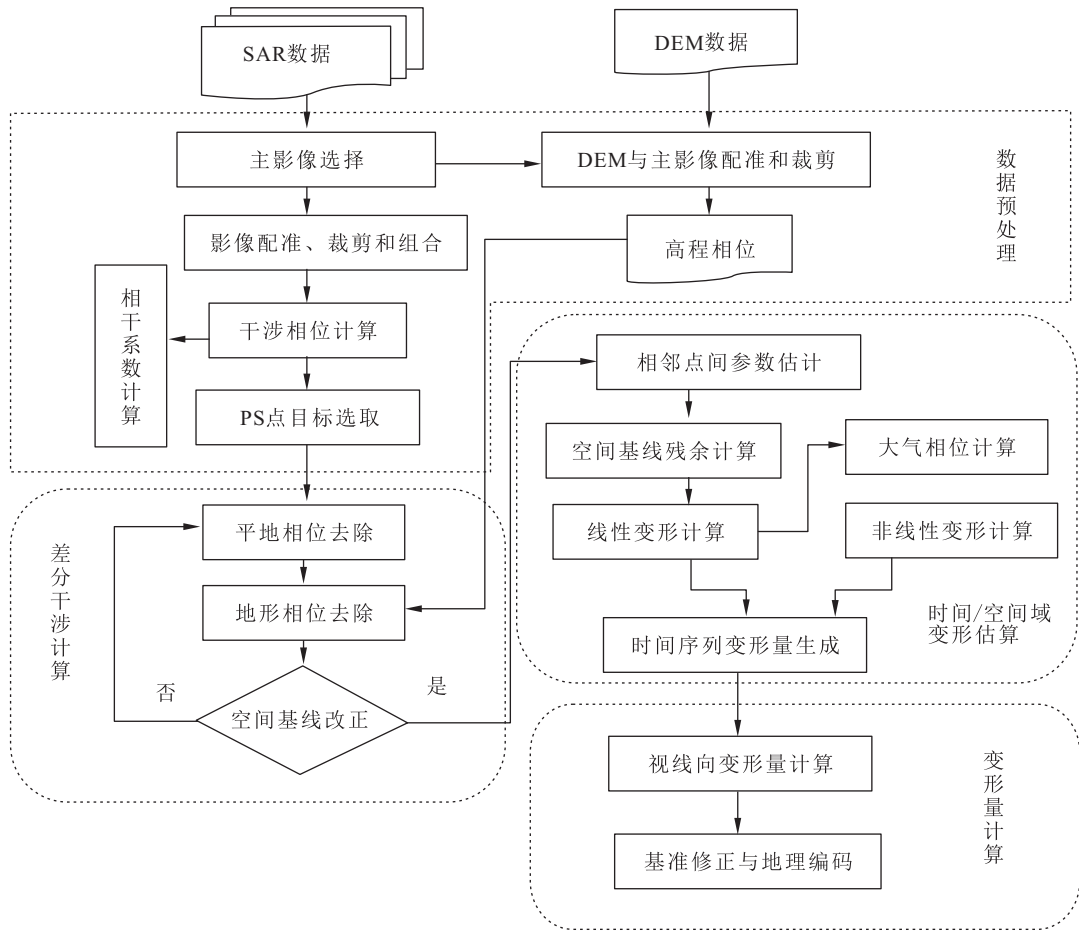 SAR数据
DEM数据
主影像选择
DEM与主影像配准和裁剪
数据预处理
影像配准、裁剪和组合
高程相位
相干系数计算
干涉相位计算
PS点目标选取
相邻点间参数估计
空间基线残余计算
大气相位计算
线性变形计算
非线性变形计算
时间序列变形量生成
时间/空间域
变形估算
差分干涉计算
平地相位去除
地形相位去除
空间基线改正
否
是
视线向变形量计算
基准修正与地理编码
变形量计算